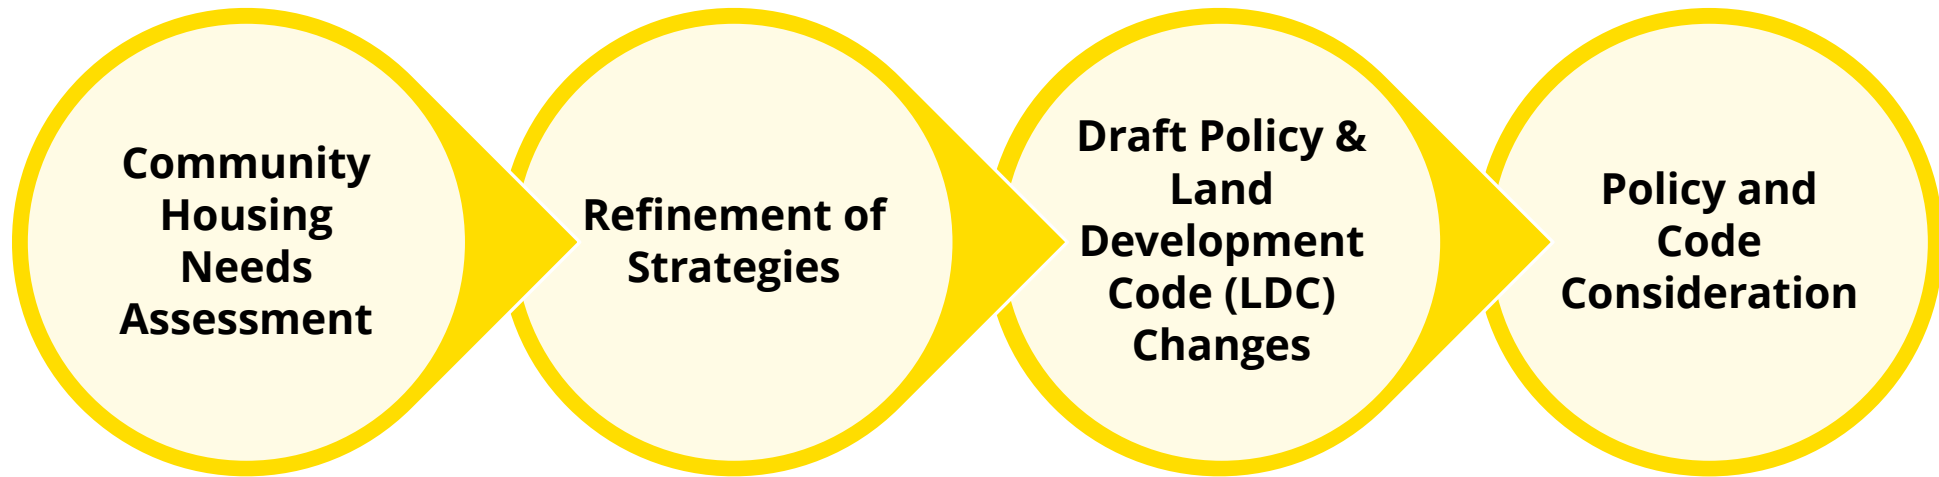 Community
Housing
Needs
Assessment
Refinement of
Strategies
Draft Policy &
Land
Development
Code (LDC)
Changes
Policy and
Code
Consideration